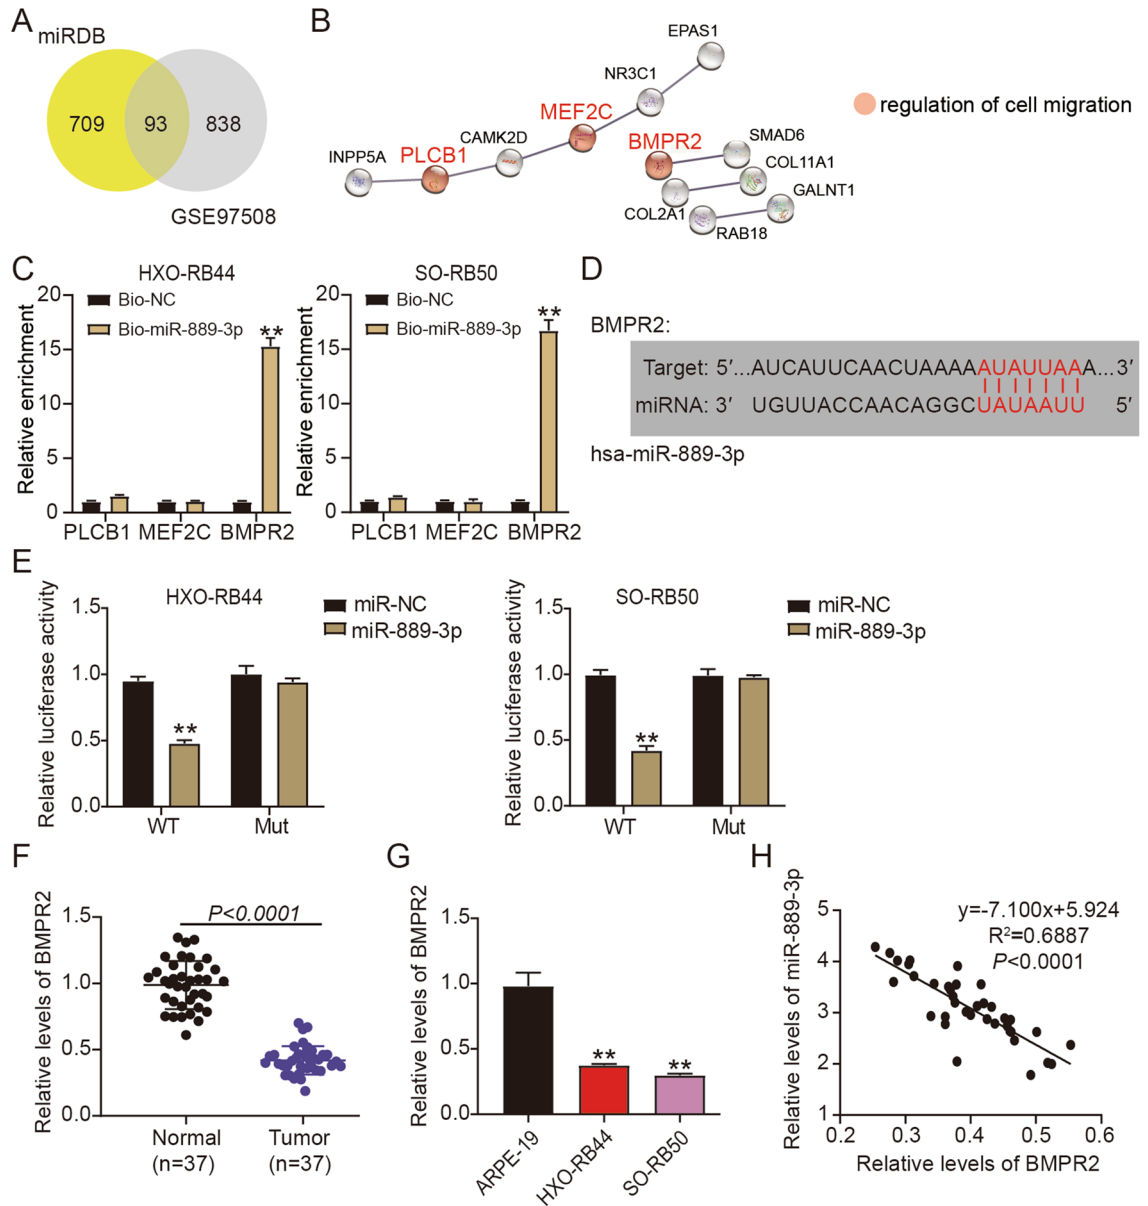 A
miRDB
709
93
838
GSE97508
B
EPAS1
NR3C1
MEF2C
CAMK2D
PLCB1
INPP5A
BMPR2
SMAD6
COL11A1
GALNT1
COL2A1
RAB18
regulation of cell migration
C
HXO-RB44
Bio-NC
Bio-miR-889-3p
**
Relative enrichment
20
15
10
5
0
PLCB1 MEF2C BMPR2
SO-RB50
Bio-NC
Bio-miR-889-3p
**
Relative enrichment
20
15
10
5
0
PLCB1 MEF2C BMPR2
D
BMPR2:
Target: 5′...AUCAUUCAACUAAAAAUAUUAAA...3′
miRNA: 3′ UGUUACCAACAGGCUAUAAUU 5′
hsa-miR-889-3p
E
HXO-RB44
miR-NC
miR-889-3p
**
Relative luciferase activity
1.5
1.0
0.5
0.0
WT Mut
SO-RB50
miR-NC
miR-889-3p
**
Relative luciferase activity
1.5
1.0
0.5
0.0
WT Mut
F
P<0.0001
Relative levels of BMPR2
1.5
1.0
0.5
0.0
Normal Tumor
(n=37) (n=37)
G
Relative levels of BMPR2
1.5
1.0
0.5
0.0
** **
ARPE-19
HXO-RB44
SO-RB50
H
Relative levels of miR-889-3p
y=-7.100x+5.924
R²=0.6887
P<0.0001
5
4
3
2
1
0.2 0.3 0.4 0.5 0.6
Relative levels of BMPR2